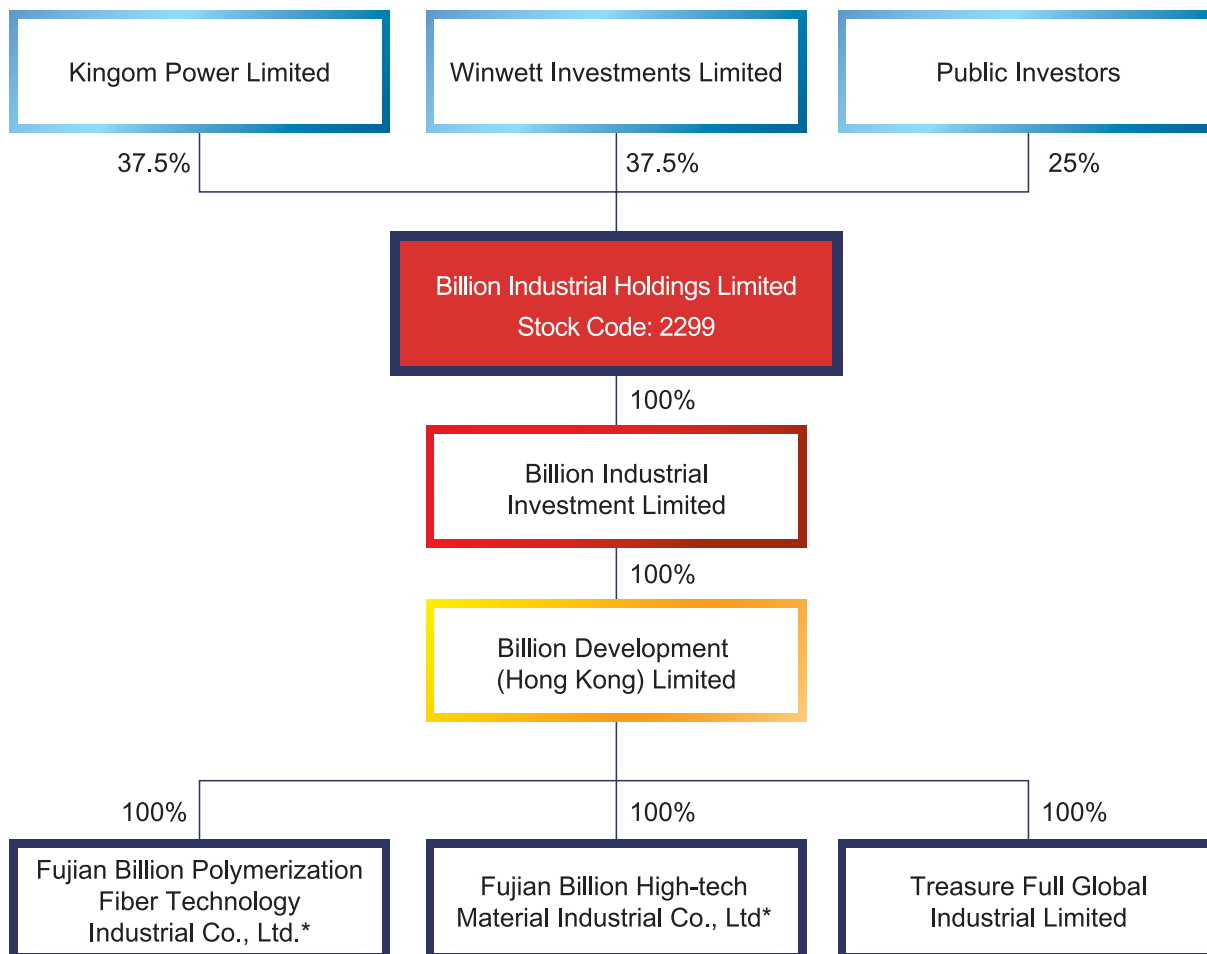 Kingom Power Limited
Winwett Investments Limited
Public Investors
37.5%
37.5%
25%
Billion Industrial Holdings Limited
Stock Code: 2299
100%
Billion Industrial
Investment Limited
100%
Billion Development
(Hong Kong) Limited
100%
100%
100%
Fujian Billion Polymerization
Fiber Technology
Industrial Co., Ltd.*
Fujian Billion High-tech
Material Industrial Co., Ltd*
Treasure Full Global
Industrial Limited